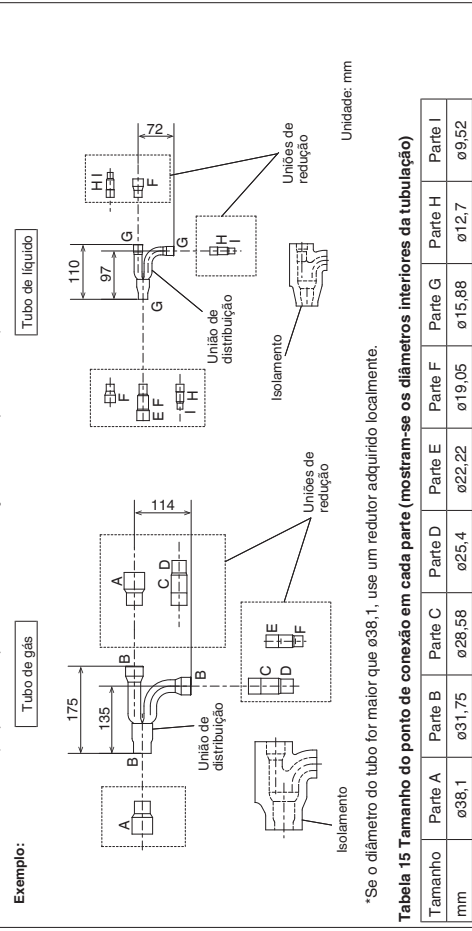 Exemplo:
Tubo de gás
Tubo de líquido
175
135
B
B
B
A
A
C D
114
União de
distribuição
C
D
E
F
Isolamento
Uniões de
redução
110
97
G
G
G
H I
F
72
F
E F
I H
União de
distribuição
H
I
Isolamento
Uniões de
redução
Unidade: mm
*Se o diâmetro do tubo for maior que ø38,1, use um redutor adquirido localmente.
Tabela 15 Tamanho do ponto de conexão em cada parte (mostram-se os diâmetros interiores da tubulação)
Tamanho Parte A Parte B Parte C Parte D Parte E Parte F Parte G Parte H Parte I
mm ø38,1 ø31,75 ø28,58 ø25,4 ø22,22 ø19,05 ø15,88 ø12,7 ø9,52